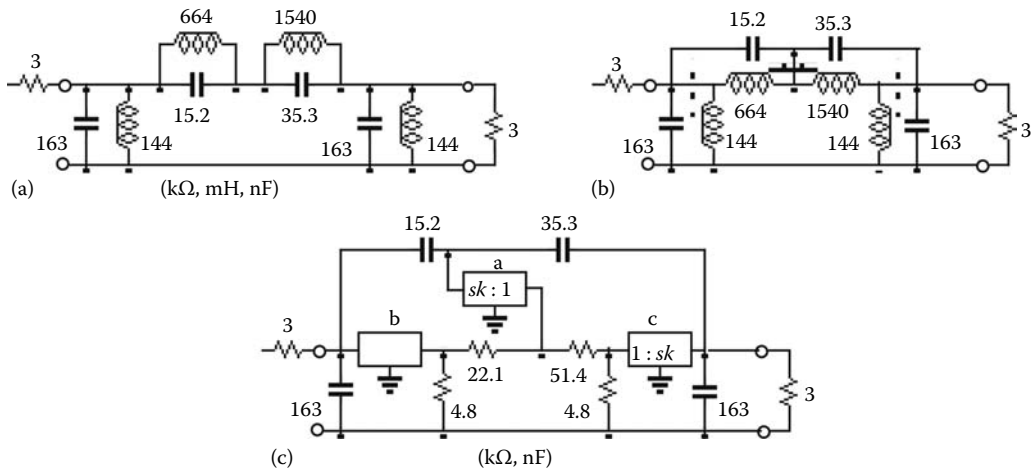 664 1540
3
15.2 35.3
163 144 163 144 3
(a) (kΩ, mH, nF)
15.2 35.3
3
664 1540
163 144 144 163 3
(b)
15.2 35.3
a
sk : 1
3 b c
1 : sk
22.1 51.4
163 4.8 4.8 163 3
(c) (kΩ, nF)